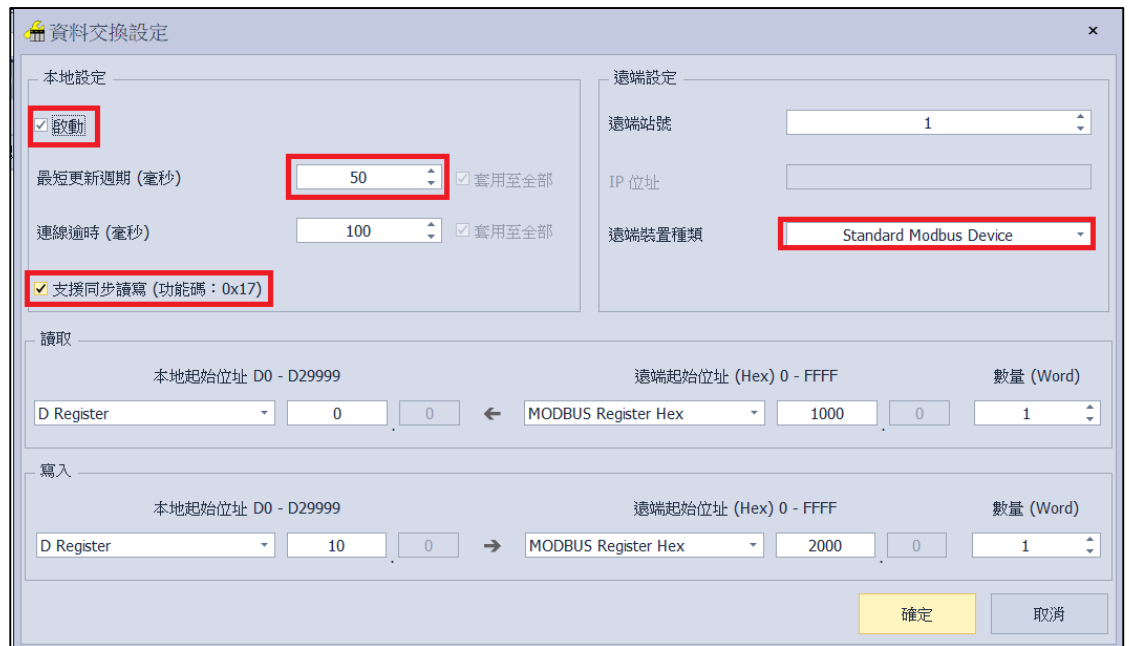 資料交換設定
本地設定
啟動
最短更新週期 (毫秒) 50 套用至全部
連線逾時 (毫秒) 100 套用至全部
支援同步讀寫 (功能碼：0x17)
遠端設定
遠端站號 1
IP 位址
遠端裝置種類 Standard Modbus Device
讀取
本地起始位址 D0 - D29999 遠端起始位址 (Hex) 0 - FFFF 數量 (Word)
D Register 0 . 0 ← MODBUS Register Hex 1000 . 0 1
寫入
本地起始位址 D0 - D29999 遠端起始位址 (Hex) 0 - FFFF 數量 (Word)
D Register 10 . 0 → MODBUS Register Hex 2000 . 0 1
確定 取消